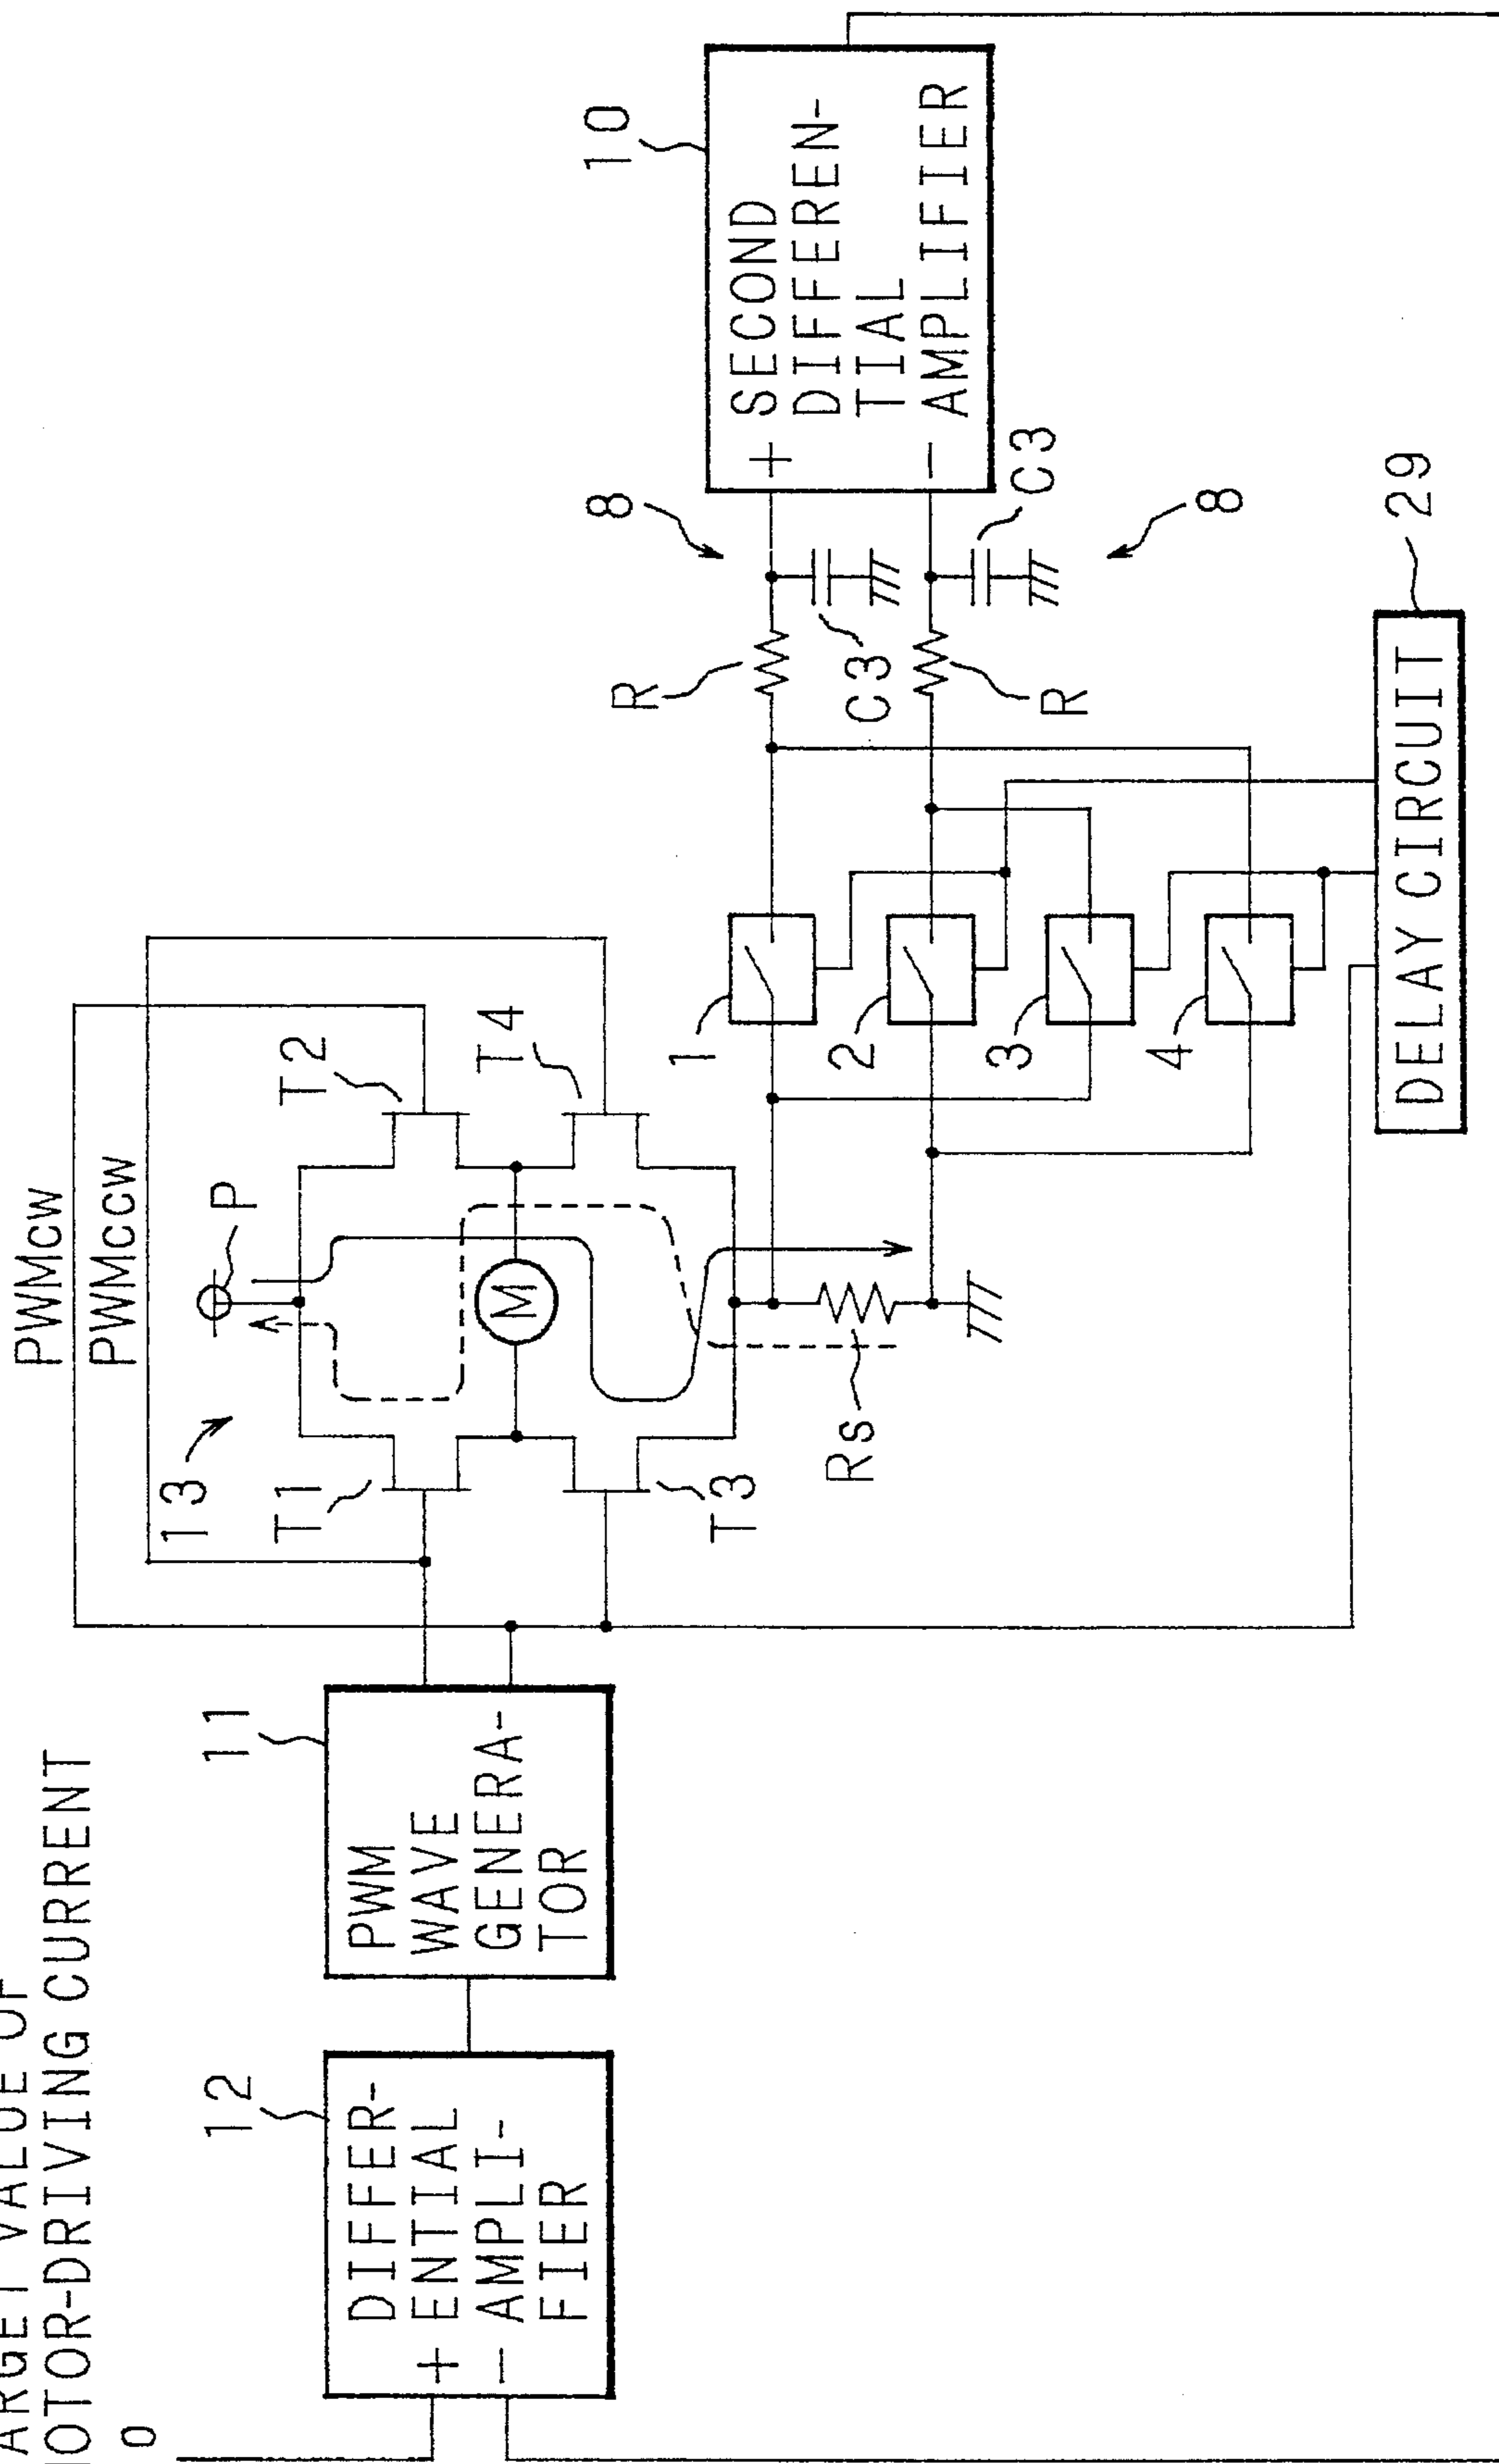 TARGET VALUE OF
MOTOR-DRIVING CURRENT
0
12
DIFFER-
ENTIAL
AMPLI-
FIER
+
−
11
PWM
WAVE
GENERA-
TOR
PWMcw
PWMccw
13
P
T1
T2
T3
T4
M
Rs
1
2
3
4
R
R
C3
C3
8
8
10
+
−
SECOND
DIFFEREN-
TIAL
AMPLIFIER
29
DELAY CIRCUIT